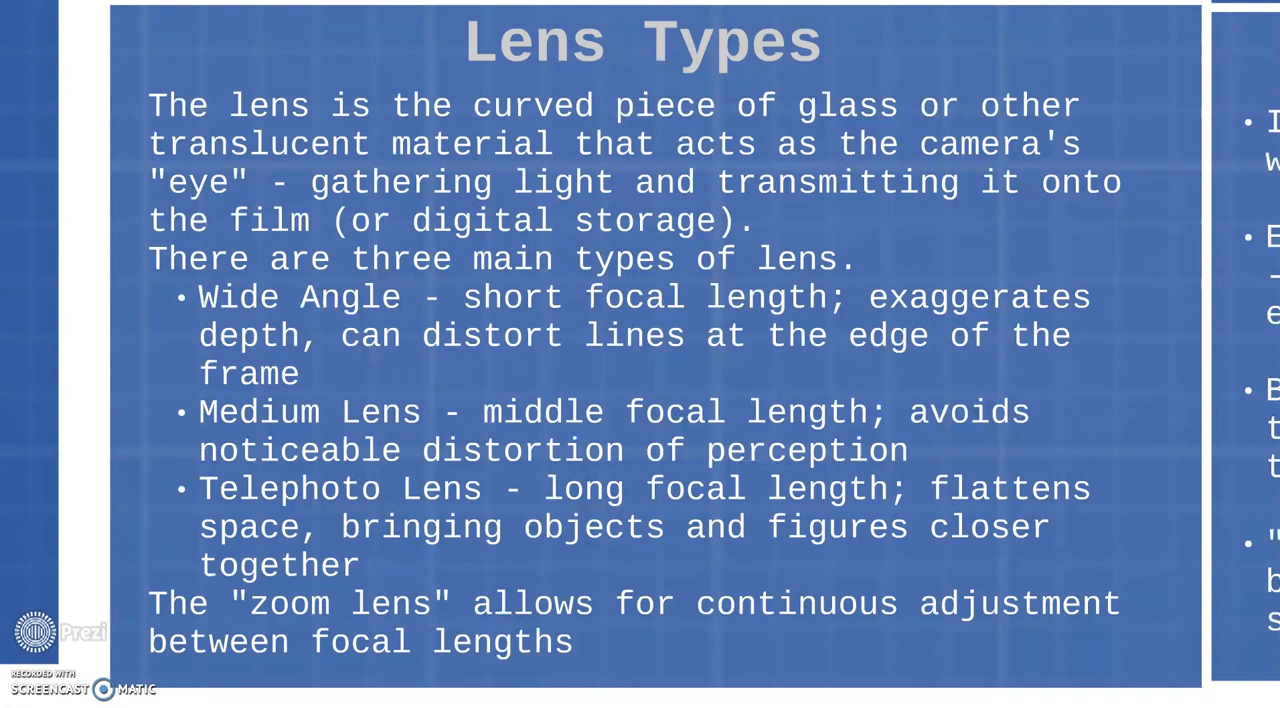 Lens Types
The lens is the curved piece of glass or other
translucent material that acts as the camera's
"eye" - gathering light and transmitting it onto
the film (or digital storage).
There are three main types of lens.
• Wide Angle - short focal length; exaggerates
depth, can distort lines at the edge of the
frame
• Medium Lens - middle focal length; avoids
noticeable distortion of perception
• Telephoto Lens - long focal length; flattens
space, bringing objects and figures closer
together
The "zoom lens" allows for continuous adjustment
between focal lengths
Prezi
RECORDED WITH
SCREENCAST MATIC